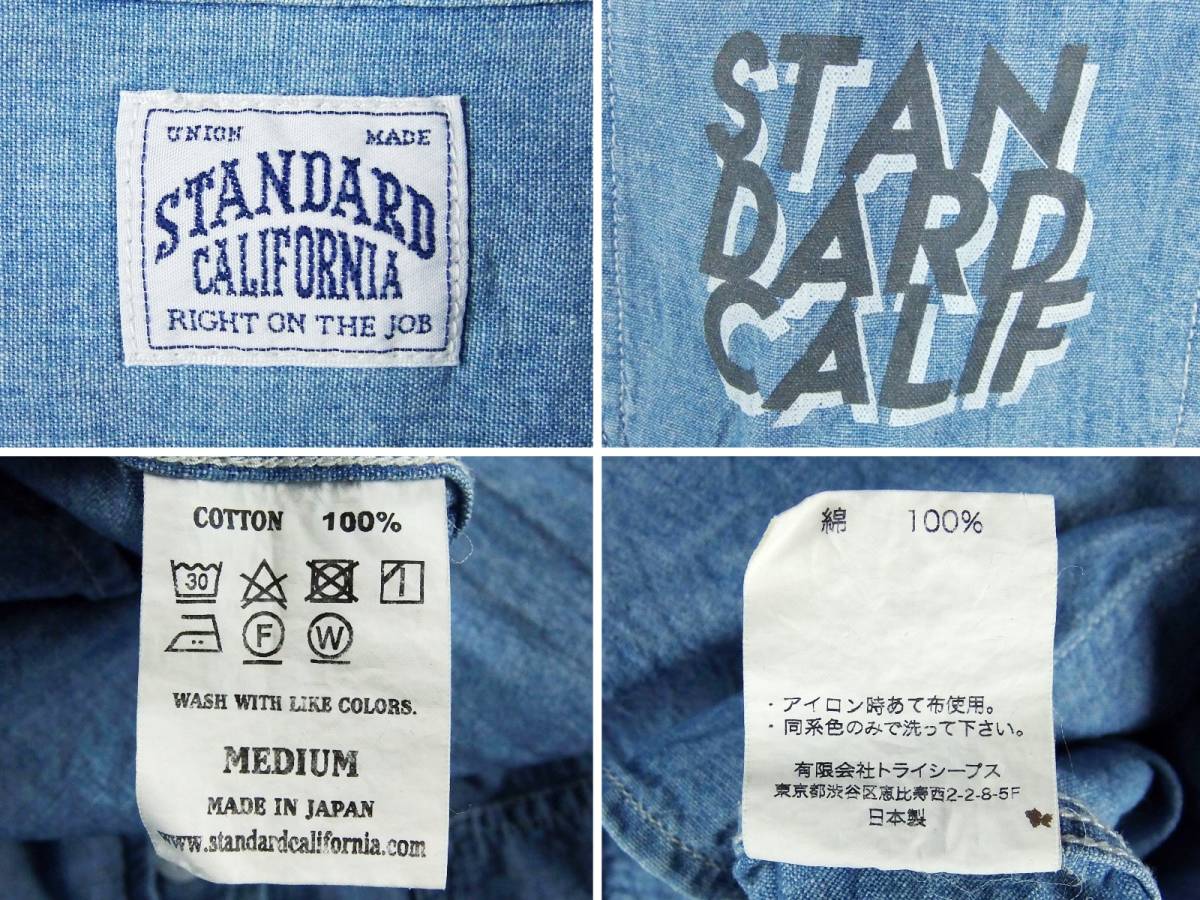 UNION MADE
STANDARD
CALIFORNIA
RIGHT ON THE JOB
STAN
DARD
CALIF
COTTON 100%
30
F W
WASH WITH LIKE COLORS.
MEDIUM
MADE IN JAPAN
www.standardcalifornia.com
綿 100%
・アイロン時あて布使用。
・同系色のみで洗って下さい。
有限会社トライシープス
東京都渋谷区恵比寿西2-2-8-5F
日本製